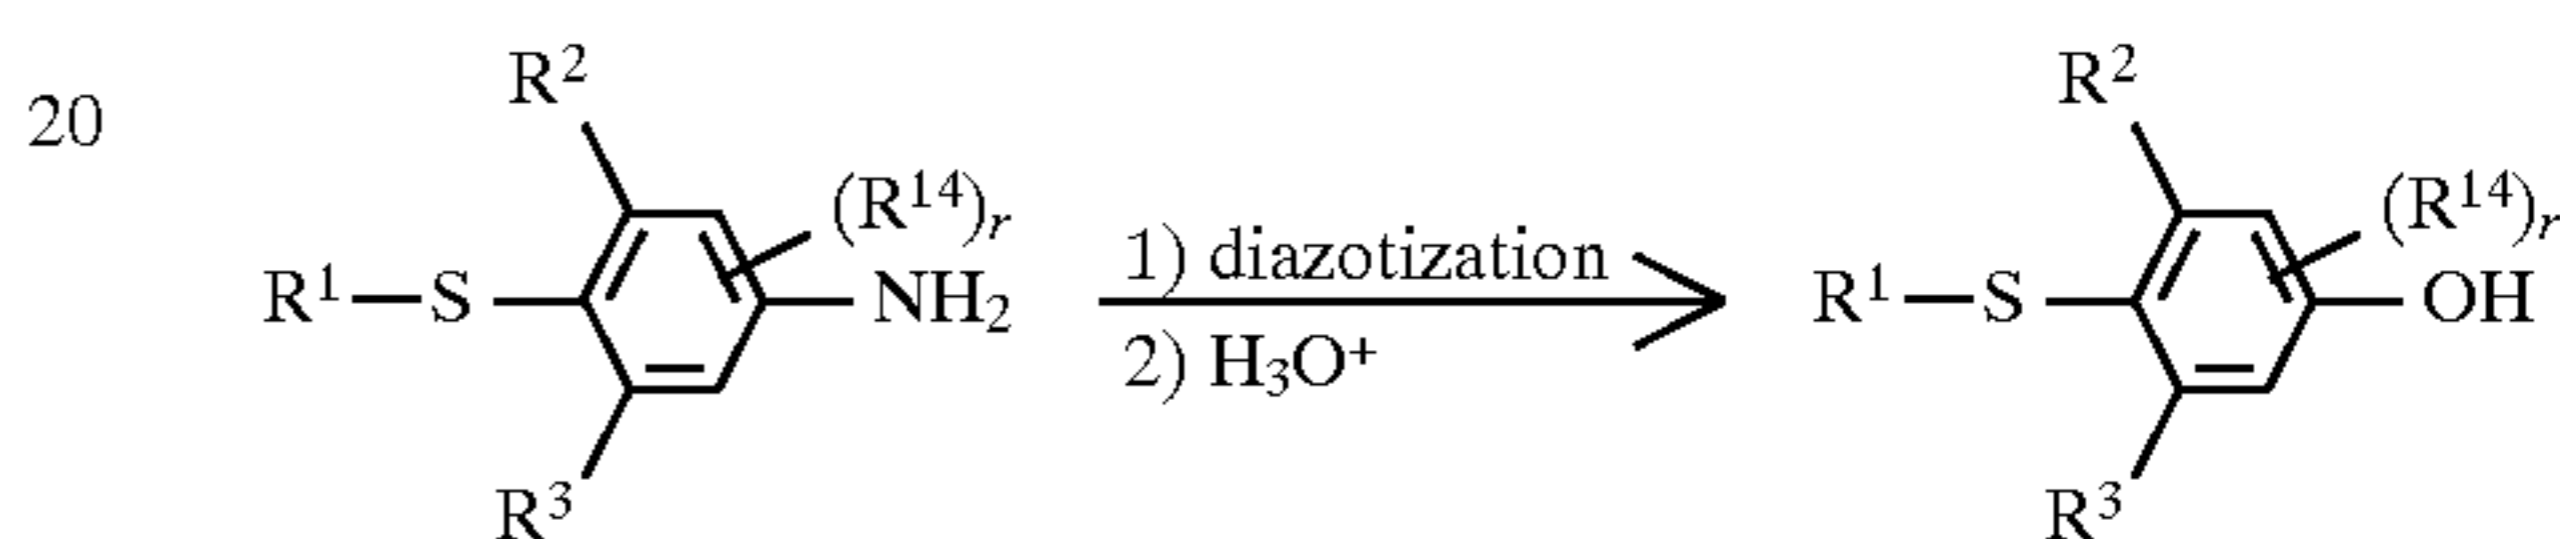 20
R² R²
(R¹⁴)ᵣ (R¹⁴)ᵣ
R¹—S NH₂ 1) diazotization R¹—S OH
2) H₃O⁺
R³ R³